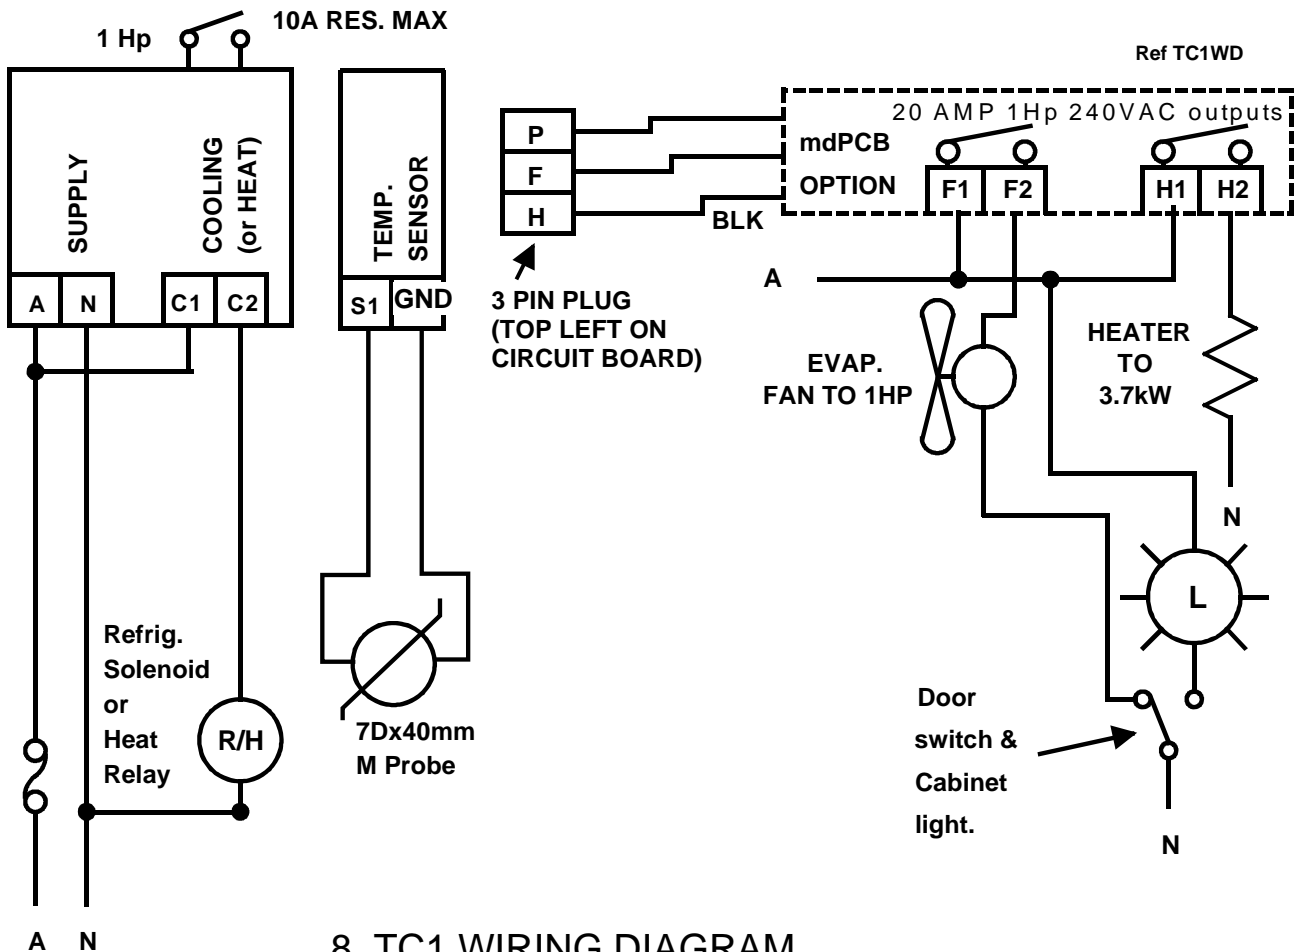 10A RES. MAX
1 Hp
Ref TC1WD
SUPPLY
COOLING
(or HEAT)
A
N
C1
C2
TEMP.
SENSOR
S1
GND
P
F
H
BLK
3 PIN PLUG
(TOP LEFT ON
CIRCUIT BOARD)
20 AMP 1Hp 240VAC outputs
mdPCB
OPTION
F1
F2
H1
H2
A
EVAP.
FAN TO 1HP
HEATER
TO
3.7kW
N
L
Refrig.
Solenoid
or
Heat
Relay
R/H
7Dx40mm
M Probe
Door
switch &
Cabinet
light.
N
A
N
8 TC1 WIRING DIAGRAM